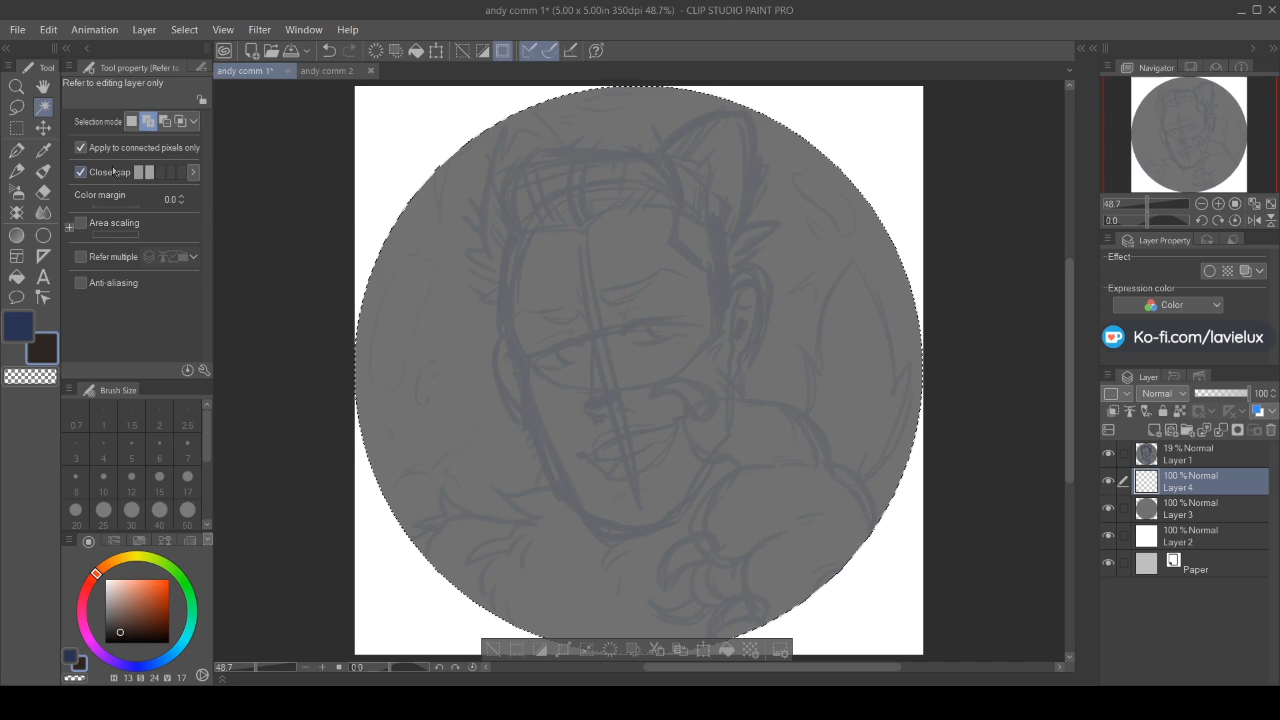 andy comm 1* (5.00 x 5.00in 350dpi 48.7%) - CLIP STUDIO PAINT PRO
File Edit Animation Layer Select View Filter Window Help
Tool
Tool property [Refer to
Refer to editing layer only
Selection mode
Apply to connected pixels only
Close gap
Color margin 0.0
Area scaling
Refer multiple
Anti-aliasing
Brush Size
0.7 1 1.5 2 2.5
3 4 5 6 7
8 10 12 15 17
20 25 30 40 50
H 13 S 24 V 17
andy comm 1* andy comm 2
48.7 0.0
Navigator
48.7
0.0
Layer Property
Effect
Expression color
Color
Ko-fi.com/lavielux
Layer
Normal 100
19 % Normal
Layer 1
100 % Normal
Layer 4
100 % Normal
Layer 3
100 % Normal
Layer 2
Paper